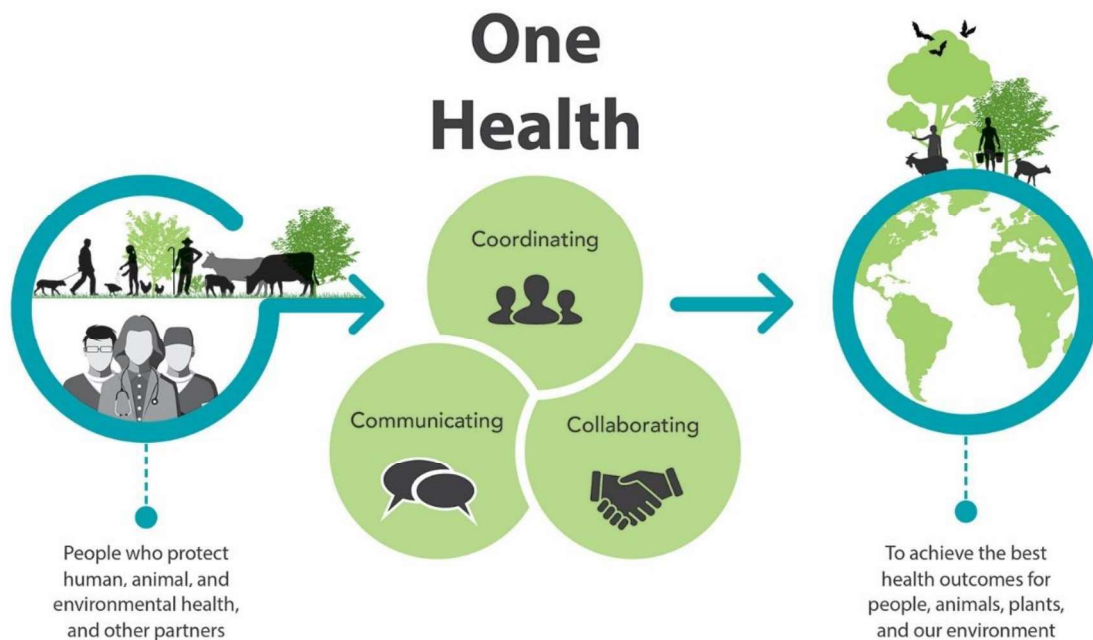 One
Health
Coordinating
Communicating
Collaborating
People who protect
human, animal, and
environmental health,
and other partners
To achieve the best
health outcomes for
people, animals, plants,
and our environment